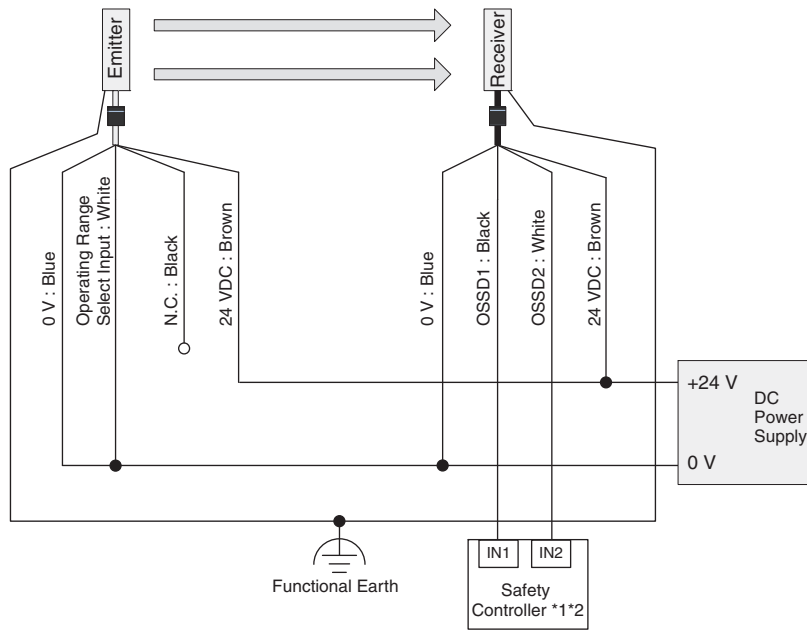 Emitter
Receiver
0 V : Blue
Operating Range
Select Input : White
N.C. : Black
24 VDC : Brown
0 V : Blue
OSSD1 : Black
OSSD2 : White
24 VDC : Brown
+24 V
DC
Power
Supply
0 V
Functional Earth
IN1
IN2
Safety
Controller *1*2